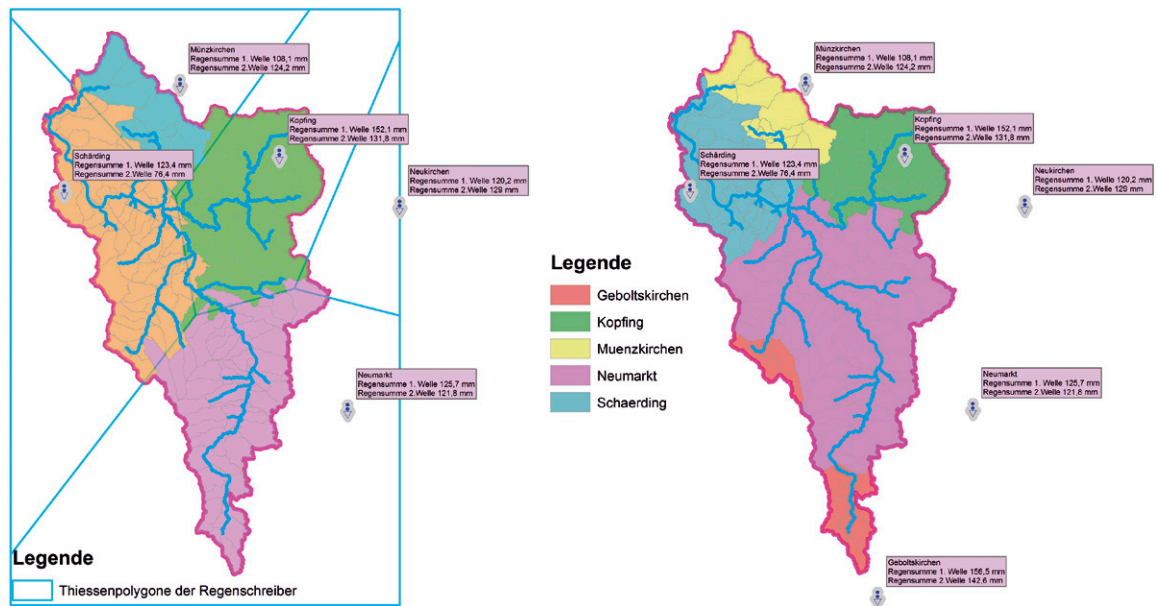 Münzkirchen
Regensumme 1. Welle 108,1 mm
Regensumme 2.Welle 124,2 mm
Kopfing
Regensumme 1. Welle 152,1 mm
Regensumme 2.Welle 131,8 mm
Schärding
Regensumme 1. Welle 123,4 mm
Regensumme 2.Welle 76,4 mm
Neukirchen
Regensumme 1. Welle 120,2 mm
Regensumme 2.Welle 129 mm
Neumarkt
Regensumme 1. Welle 125,7 mm
Regensumme 2.Welle 121,8 mm
Legende
Thiessenpolygone der Regenschreiber
Münzkirchen
Regensumme 1. Welle 108,1 mm
Regensumme 2.Welle 124,2 mm
Kopfing
Regensumme 1. Welle 152,1 mm
Regensumme 2.Welle 131,8 mm
Schärding
Regensumme 1. Welle 123,4 mm
Regensumme 2.Welle 76,4 mm
Neukirchen
Regensumme 1. Welle 120,2 mm
Regensumme 2.Welle 129 mm
Legende
Geboltskirchen
Kopfing
Muenzkirchen
Neumarkt
Schaerding
Neumarkt
Regensumme 1. Welle 125,7 mm
Regensumme 2.Welle 121,8 mm
Geboltskirchen
Regensumme 1. Welle 156,5 mm
Regensumme 2.Welle 142,6 mm